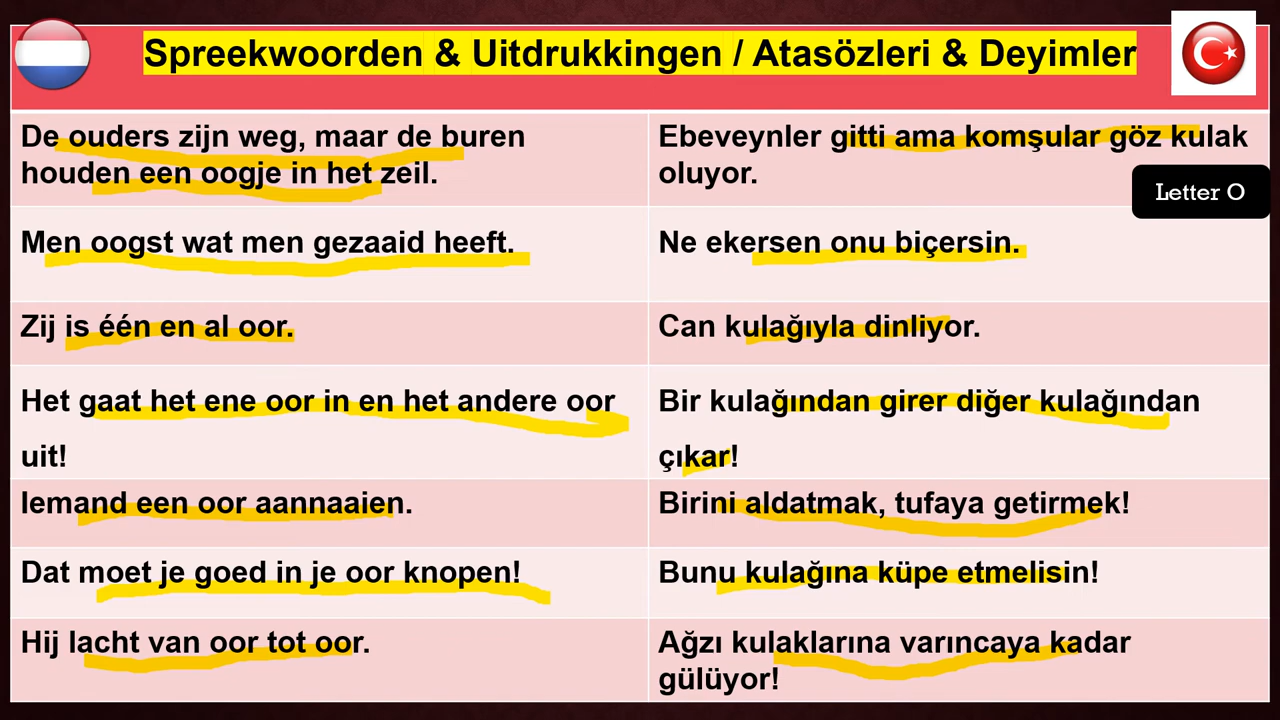 Spreekwoorden & Uitdrukkingen / Atasözleri & Deyimler
De ouders zijn weg, maar de buren
houden een oogje in het zeil.
Ebeveynler gitti ama komşular göz kulak
oluyor.
Letter O
Men oogst wat men gezaaid heeft.
Ne ekersen onu biçersin.
Zij is één en al oor.
Can kulağıyla dinliyor.
Het gaat het ene oor in en het andere oor
uit!
Bir kulağından girer diğer kulağından
çıkar!
Iemand een oor aannaaien.
Birini aldatmak, tufaya getirmek!
Dat moet je goed in je oor knopen!
Bunu kulağına küpe etmelisin!
Hij lacht van oor tot oor.
Ağzı kulaklarına varıncaya kadar
gülüyor!